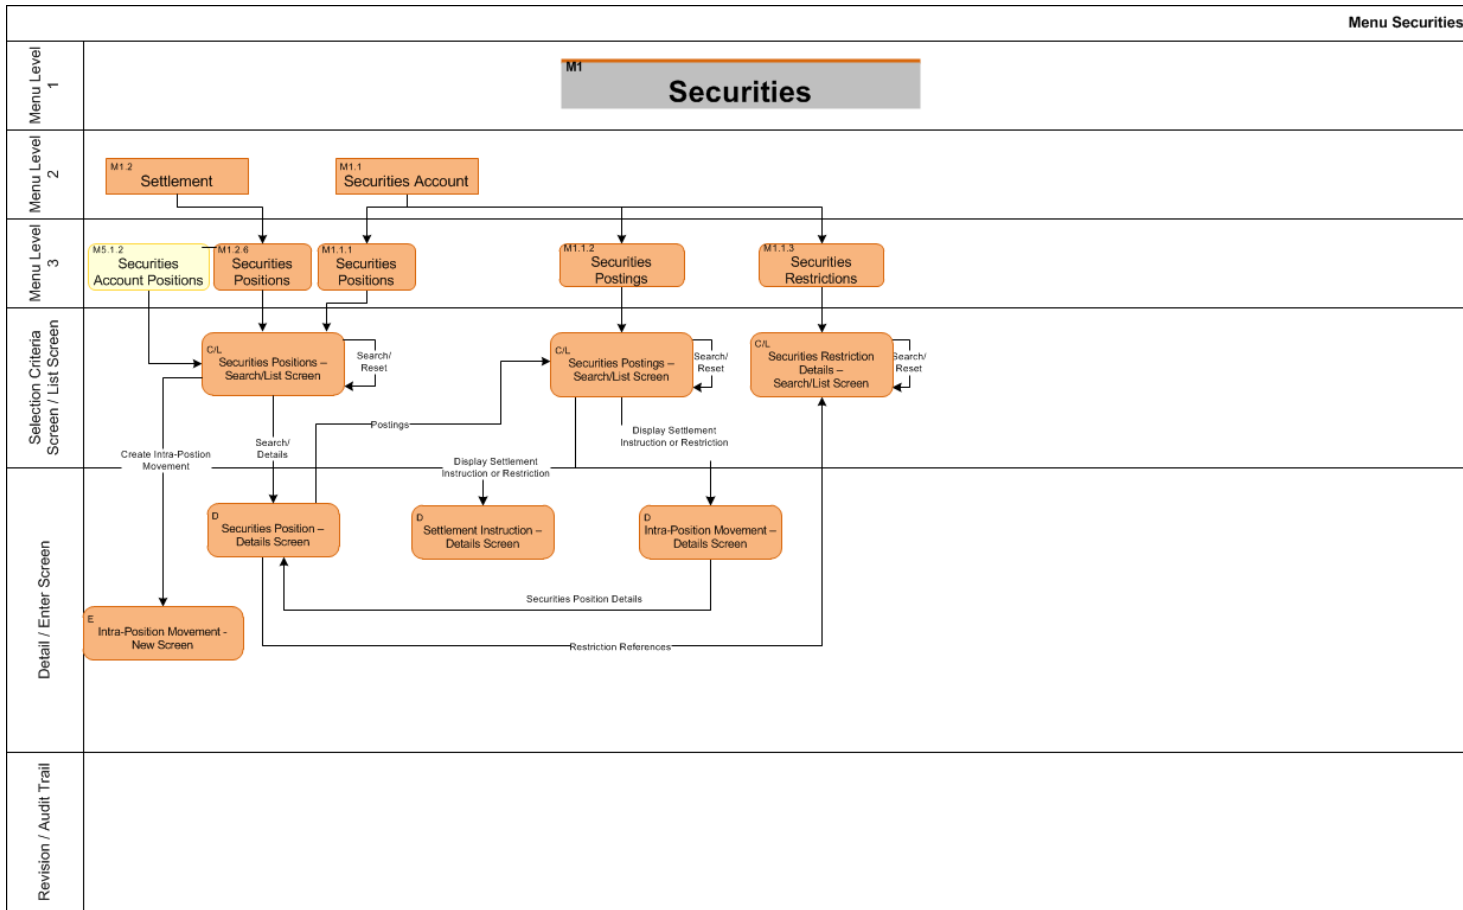 Menu Securities
Menu Level
1
M1
Securities
Menu Level
2
M1.2
Settlement
M1.1
Securities Account
Menu Level
3
M5.1.2
Securities
Account Positions
M1.2.6
Securities
Positions
M1.1.1
Securities
Positions
M1.1.2
Securities
Postings
M1.1.3
Securities
Restrictions
Selection Criteria
Screen / List Screen
C/L
Securities Positions –
Search/List Screen
Search/
Reset
C/L
Securities Postings –
Search/List Screen
Search/
Reset
C/L
Securities Restriction
Details –
Search/List Screen
Search/
Reset
Postings
Create Intra-Postion
Movement
Search/
Details
Display Settlement
Instruction or Restriction
Display Settlement
Instruction or Restriction
Detail / Enter Screen
D
Securities Position –
Details Screen
D
Settlement Instruction –
Details Screen
D
Intra-Position Movement –
Details Screen
Securities Position Details
E
Intra-Position Movement -
New Screen
Restriction References
Revision / Audit Trail